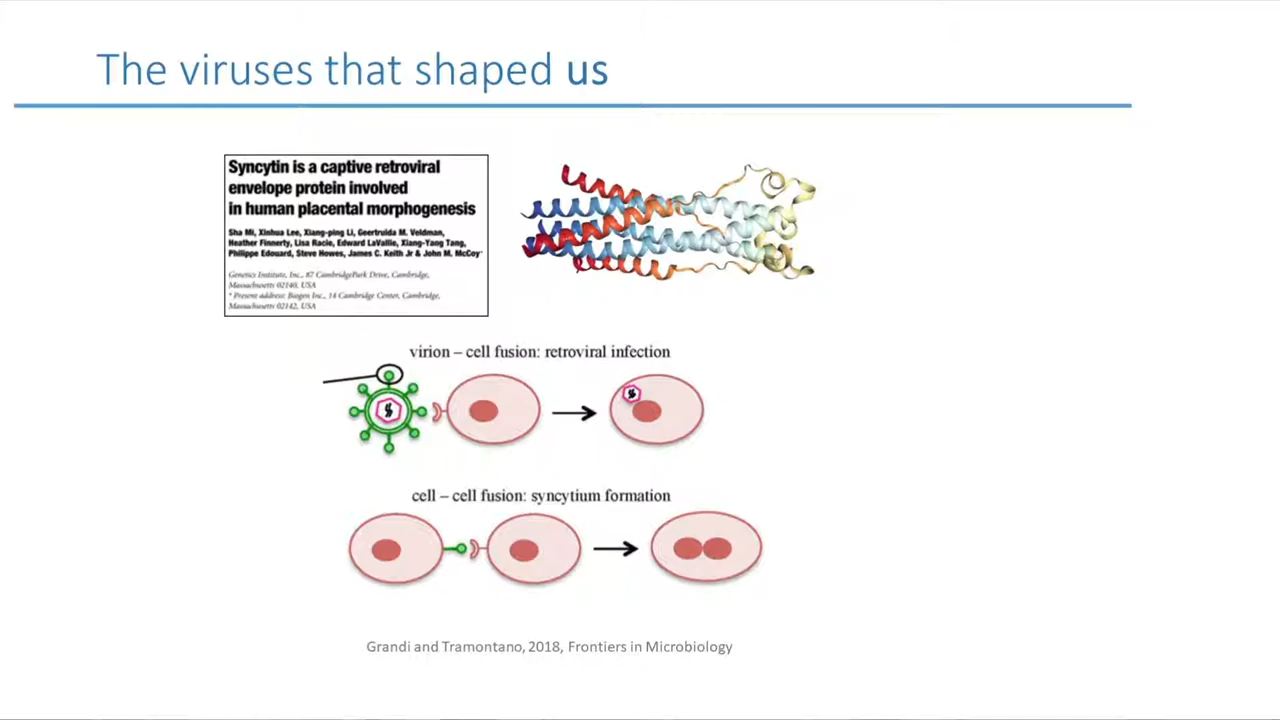 The viruses that shaped us
Syncytin is a captive retroviral
envelope protein involved
in human placental morphogenesis
Sha Mi, Xinhua Lee, Xiang-ping Li, Geertruida M. Veldman,
Heather Finnerty, Lisa Racie, Edward LaVallie, Xiang-Yang Tang,
Philippe Edouard, Steve Howes, James C. Keith Jr & John M. McCoy*
Genetics Institute, Inc., 87 CambridgePark Drive, Cambridge,
Massachusetts 02140, USA
* Present address: Biogen Inc., 14 Cambridge Center, Cambridge,
Massachusetts 02142, USA
virion – cell fusion: retroviral infection
cell – cell fusion: syncytium formation
Grandi and Tramontano, 2018, Frontiers in Microbiology